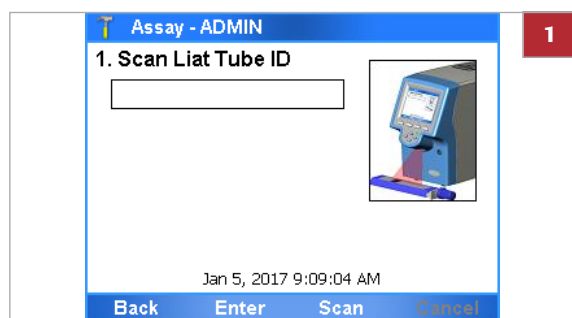 Assay - ADMIN
1
1. Scan Liat Tube ID
Jan 5, 2017 9:09:04 AM
Back Enter Scan Cancel